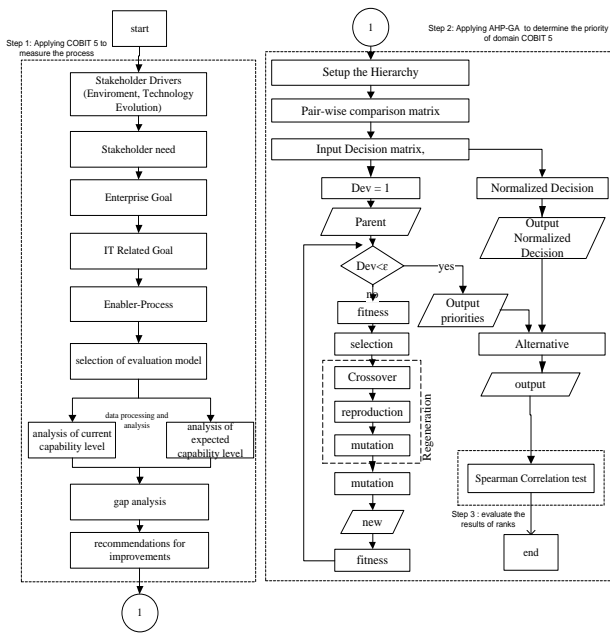 start
Step 1: Applying COBIT 5 to
measure the process
Stakeholder Drivers
(Enviroment, Technology
Evolution)
Stakeholder need
Enterprise Goal
IT Related Goal
Enabler-Process
selection of evaluation model
data processing and
analysis
analysis of current
capability level
analysis of
expected
capability level
gap analysis
recommendations for
improvements
1
1
Step 2: Applying AHP-GA to determine the priority
of domain COBIT 5
Setup the Hierarchy
Pair-wise comparison matrix
Input Decision matrix,
Dev = 1
Normalized Decision
Parent
Output
Normalized
Decision
Dev<ε
yes
no
Output
priorities
fitness
selection
Alternative
Crossover
reproduction
mutation
Regeneration
output
mutation
Spearman Correlation test
new
Step 3 : evaluate the
results of ranks
fitness
end